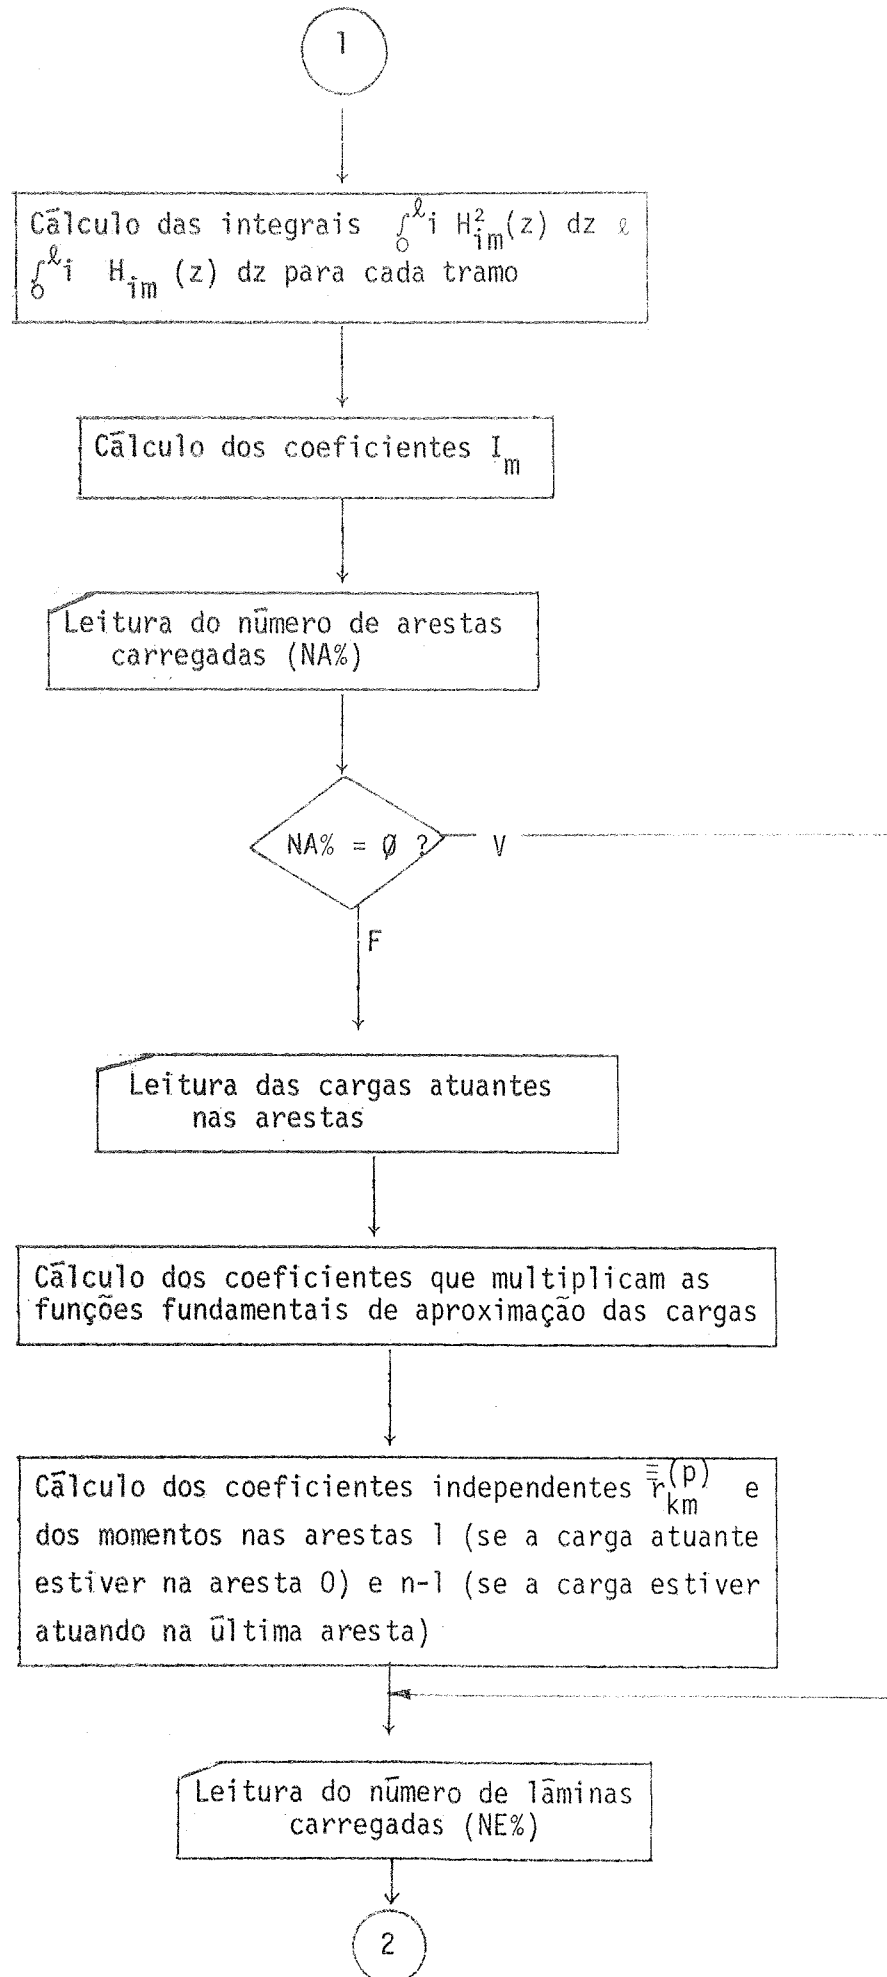 1
Cálculo das integrais ∫₀^ℓi H²im(z) dz e
∫₀^ℓi Him (z) dz para cada tramo
Cálculo dos coeficientes Im
Leitura do número de arestas
carregadas (NA%)
NA% = Ø ?
V
F
Leitura das cargas atuantes
nas arestas
Cálculo dos coeficientes que multiplicam as
funções fundamentais de aproximação das cargas
Cálculo dos coeficientes independentes r̿̄km(p) e
dos momentos nas arestas 1 (se a carga atuante
estiver na aresta 0) e n-1 (se a carga estiver
atuando na última aresta)
Leitura do número de lâminas
carregadas (NE%)
2